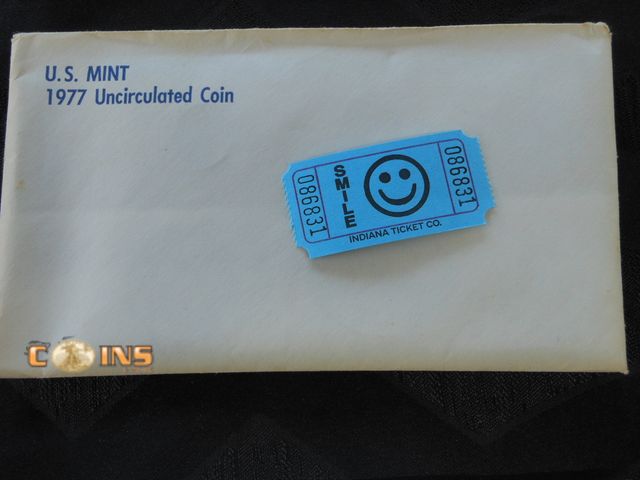 U.S. MINT
1977 Uncirculated Coin
086831
SMILE
086831
INDIANA TICKET CO.
COINS